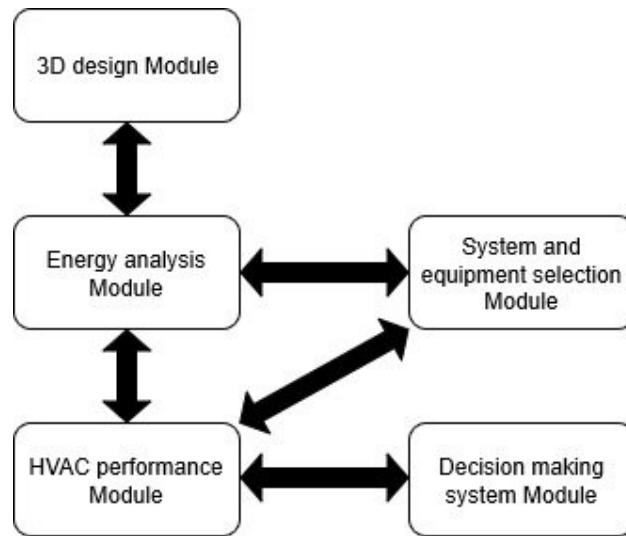 3D design Module
Energy analysis
Module
System and
equipment selection
Module
HVAC performance
Module
Decision making
system Module